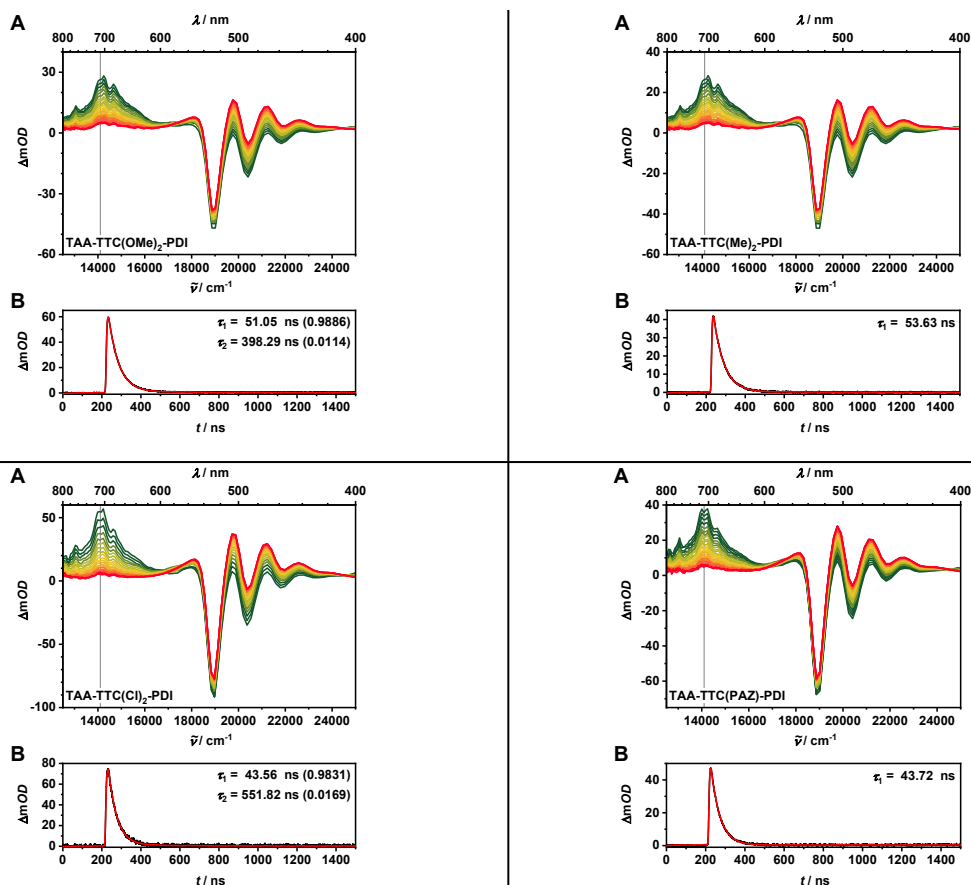 A
λ / nm
800 700 600 500 400
ΔmOD
30
0
-30
-60
TAA-TTC(OMe)₂-PDI
14000 16000 18000 20000 22000 24000
ṽ / cm⁻¹
B
ΔmOD
60
40
20
0
τ₁ = 51.05 ns (0.9886)
τ₂ = 398.29 ns (0.0114)
0 200 400 600 800 1000 1200 1400
t / ns
A
λ / nm
800 700 600 500 400
ΔmOD
40
20
0
-20
-40
-60
TAA-TTC(Me)₂-PDI
14000 16000 18000 20000 22000 24000
ṽ / cm⁻¹
B
ΔmOD
40
30
20
10
0
τ₁ = 53.63 ns
0 200 400 600 800 1000 1200 1400
t / ns
A
λ / nm
800 700 600 500 400
ΔmOD
50
0
-50
-100
TAA-TTC(Cl)₂-PDI
14000 16000 18000 20000 22000 24000
ṽ / cm⁻¹
B
ΔmOD
80
60
40
20
0
τ₁ = 43.56 ns (0.9831)
τ₂ = 551.82 ns (0.0169)
0 200 400 600 800 1000 1200 1400
t / ns
A
λ / nm
800 700 600 500 400
ΔmOD
40
20
0
-20
-40
-60
TAA-TTC(PAZ)-PDI
14000 16000 18000 20000 22000 24000
ṽ / cm⁻¹
B
ΔmOD
40
20
0
τ₁ = 43.72 ns
0 200 400 600 800 1000 1200 1400
t / ns